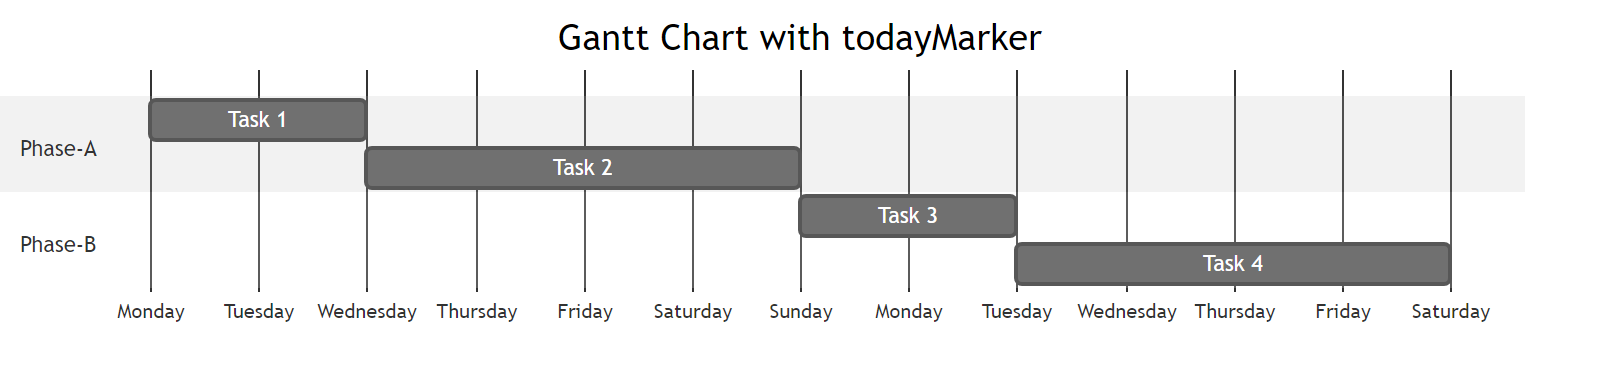 Gantt Chart with todayMarker
Task 1
Phase-A
Task 2
Task 3
Phase-B
Task 4
Monday Tuesday Wednesday Thursday Friday Saturday Sunday Monday Tuesday Wednesday Thursday Friday Saturday